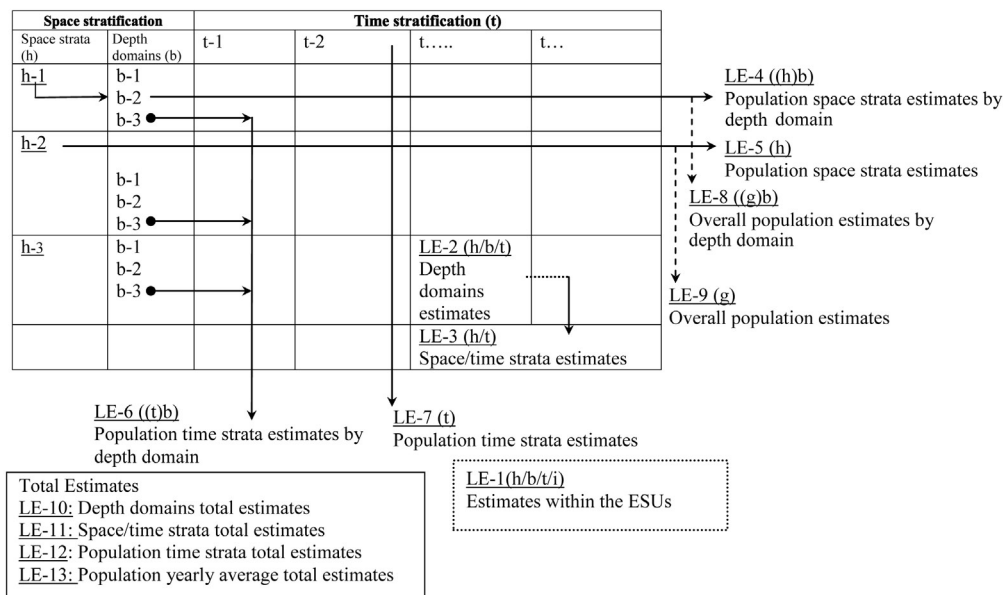 Space stratification
Time stratification (t)
Space strata
(h)
Depth
domains (b)
t-1
t-2
t…..
t…
h-1
b-1
b-2
b-3
LE-4 ((h)b)
Population space strata estimates by
depth domain
h-2
b-1
b-2
b-3
LE-5 (h)
Population space strata estimates
LE-8 ((g)b)
Overall population estimates by
depth domain
h-3
b-1
b-2
b-3
LE-2 (h/b/t)
Depth
domains
estimates
LE-9 (g)
Overall population estimates
LE-3 (h/t)
Space/time strata estimates
LE-6 ((t)b)
Population time strata estimates by
depth domain
LE-7 (t)
Population time strata estimates
Total Estimates
LE-10: Depth domains total estimates
LE-11: Space/time strata total estimates
LE-12: Population time strata total estimates
LE-13: Population yearly average total estimates
LE-1(h/b/t/i)
Estimates within the ESUs